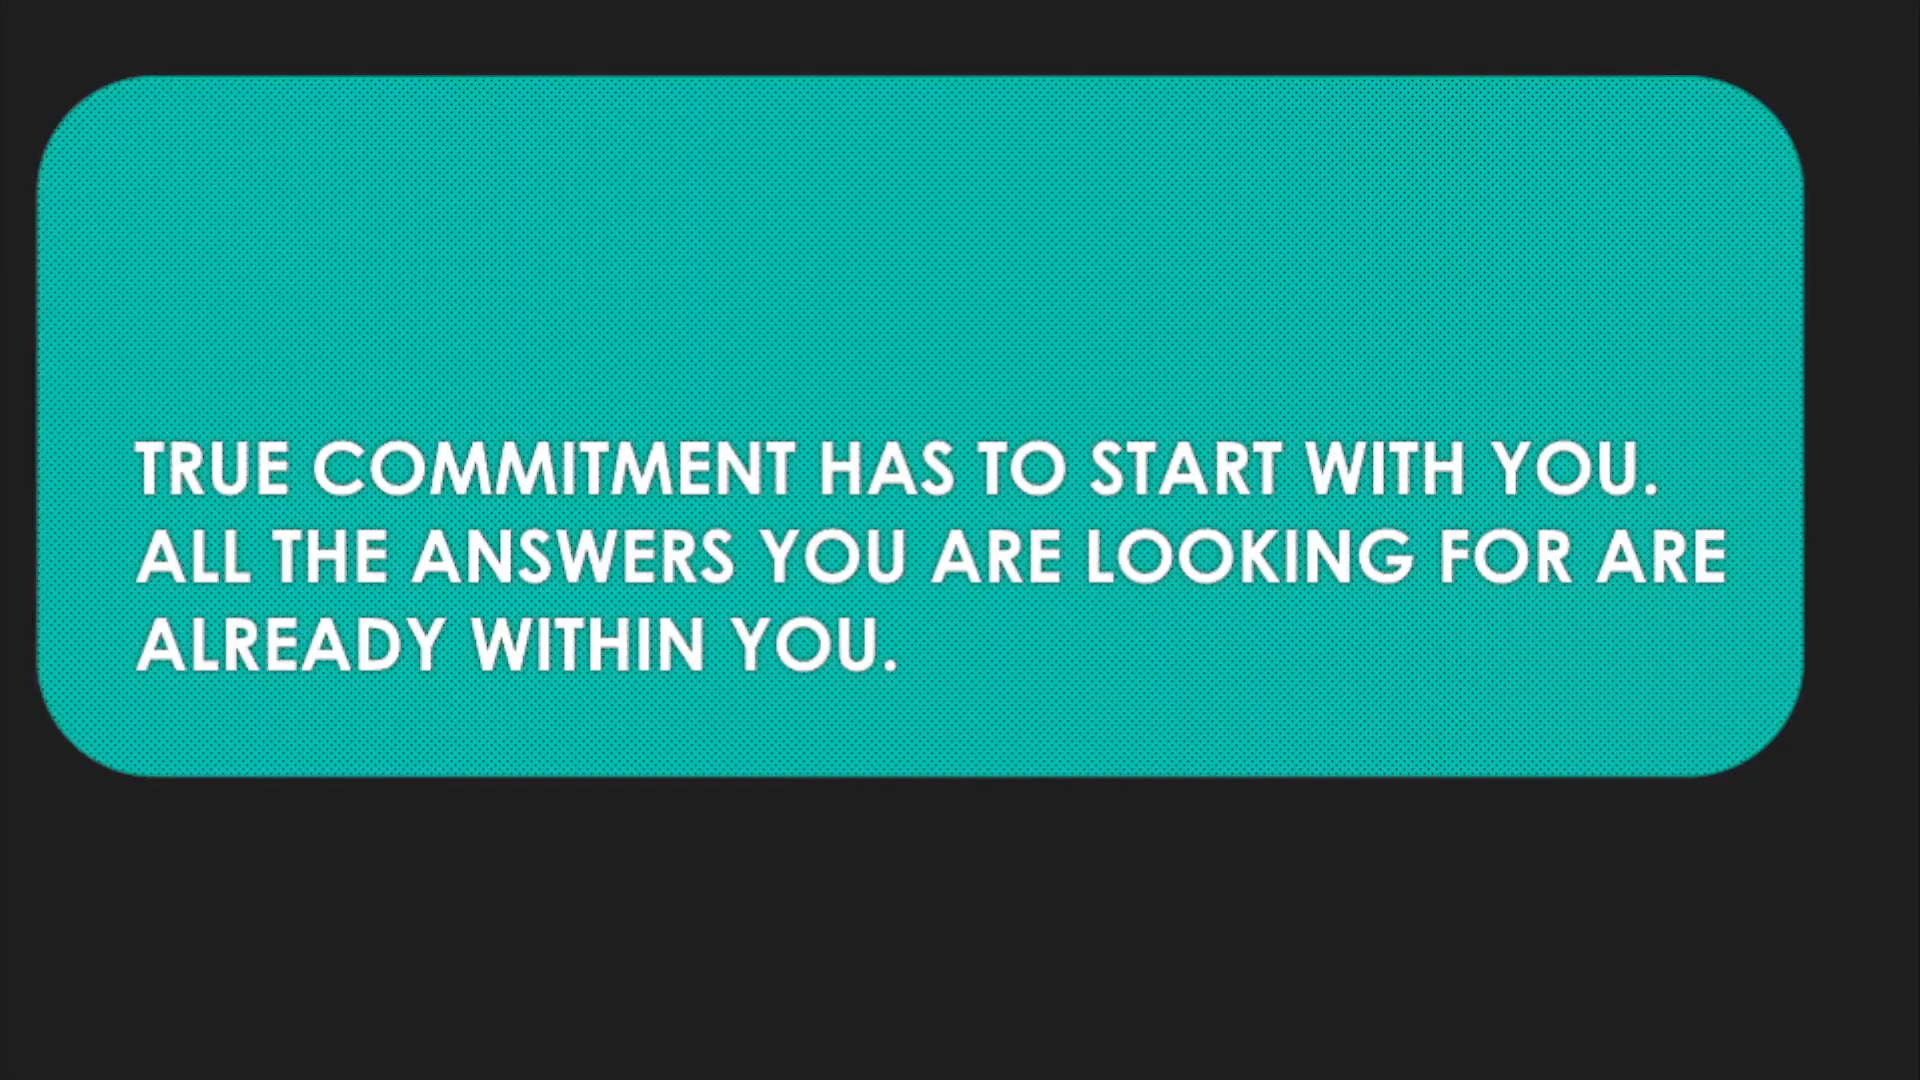 TRUE COMMITMENT HAS TO START WITH YOU.
ALL THE ANSWERS YOU ARE LOOKING FOR ARE
ALREADY WITHIN YOU.